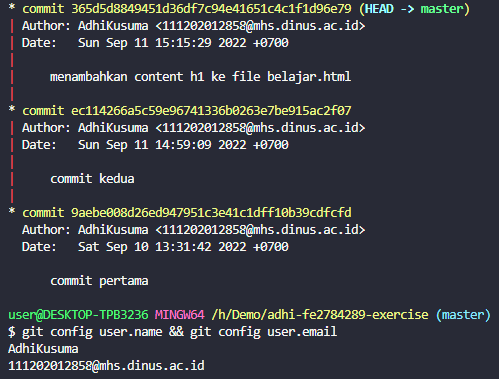 * commit 365d5d8849451d36df7c94e41651c4c1f1d96e79 (HEAD -> master)
| Author: AdhiKusuma <111202012858@mhs.dinus.ac.id>
| Date:   Sun Sep 11 15:15:29 2022 +0700
|
|     menambahkan content h1 ke file belajar.html
|
* commit ec114266a5c59e96741336b0263e7be915ac2f07
| Author: AdhiKusuma <111202012858@mhs.dinus.ac.id>
| Date:   Sun Sep 11 14:59:09 2022 +0700
|
|     commit kedua
|
* commit 9aebe008d26ed947951c3e41c1dff10b39cdfcfd
  Author: AdhiKusuma <111202012858@mhs.dinus.ac.id>
  Date:   Sat Sep 10 13:31:42 2022 +0700

      commit pertama

user@DESKTOP-TPB3236 MINGW64 /h/Demo/adhi-fe2784289-exercise (master)
$ git config user.name && git config user.email
AdhiKusuma
111202012858@mhs.dinus.ac.id